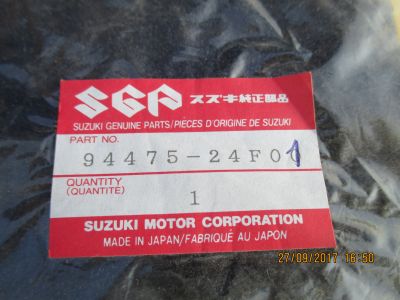 SGP スズキ純正部品
SUZUKI GENUINE PARTS/PIÈCES D'ORIGINE DE SUZUKI
PART NO.
94475-24F01
QUANTITY
(QUANTITE)
1
SUZUKI MOTOR CORPORATION
MADE IN JAPAN/FABRIQUÉ AU JAPON
27/09/2017 16:50